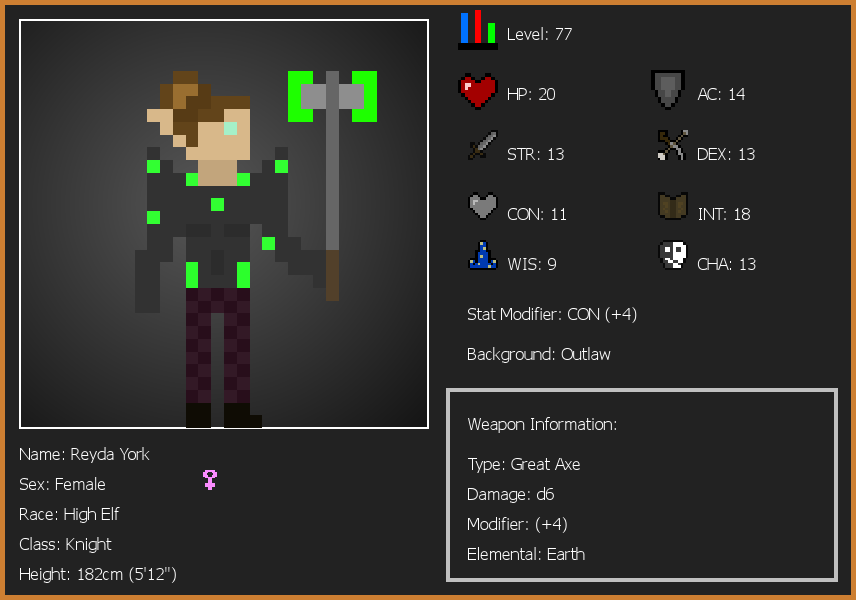 Level: 77
HP: 20
AC: 14
STR: 13
DEX: 13
CON: 11
INT: 18
WIS: 9
CHA: 13
Stat Modifier: CON (+4)
Background: Outlaw
Weapon Information:
Type: Great Axe
Damage: d6
Modifier: (+4)
Elemental: Earth
Name: Reyda York
Sex: Female
Race: High Elf
Class: Knight
Height: 182cm (5'12")